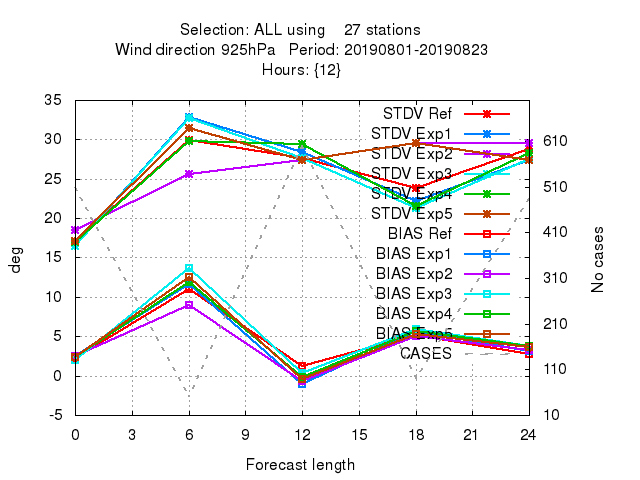 Selection: ALL using 27 stations
Wind direction 925hPa Period: 20190801-20190823
Hours: {12}
35
30
25
20
15
10
5
0
-5
deg
STDV Ref
STDV Exp1
STDV Exp2
STDV Exp3
STDV Exp4
STDV Exp5
BIAS Ref
BIAS Exp1
BIAS Exp2
BIAS Exp3
BIAS Exp4
BIAS Exp5
CASES
610
510
410
310
210
110
10
No cases
0 3 6 9 12 15 18 21 24
Forecast length